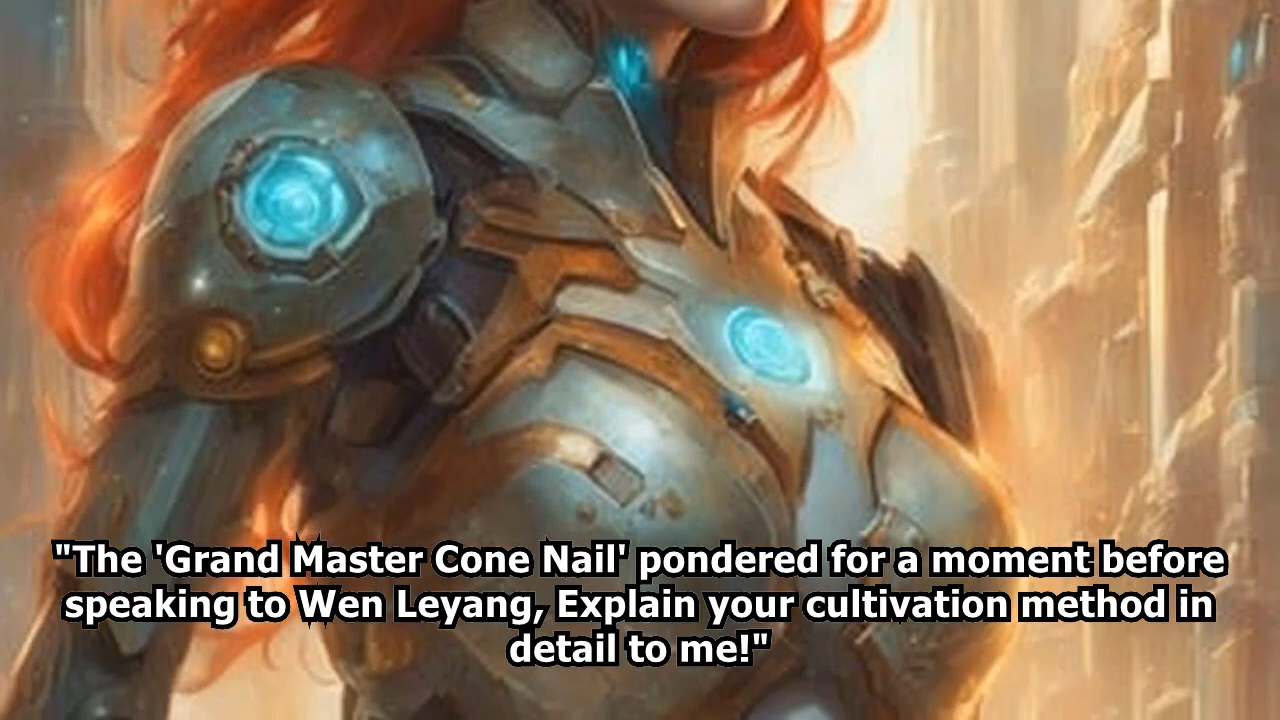 "The 'Grand Master Cone Nail' pondered for a moment before
speaking to Wen Leyang, Explain your cultivation method in
detail to me!"